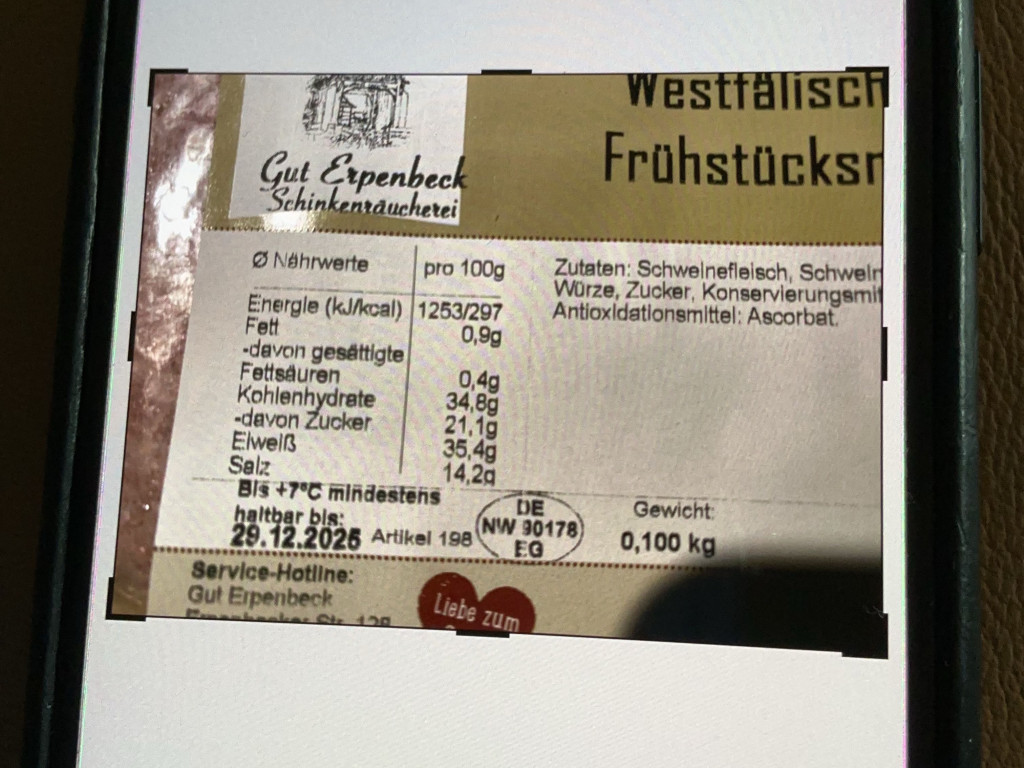 Westfälisch
Frühstücks
Gut Erpenbeck
Schinkenräucherei
Ø Nährwerte pro 100g
Energie (kJ/kcal) 1253/297
Fett 0,9g
-davon gesättigte
Fettsäuren 0,4g
Kohlenhydrate 34,8g
-davon Zucker 21,1g
Eiweiß 35,4g
Salz 14,2g
Zutaten: Schweinefleisch, Schwein
Würze, Zucker, Konservierungsmit
Antioxidationsmittel: Ascorbat.
Bis +7°C mindestens
haltbar bis:
29.12.2025 Artikel 198
DE
NW 90178
EG
Gewicht:
0,100 kg
Service-Hotline:
Gut Erpenbeck
Liebe zum